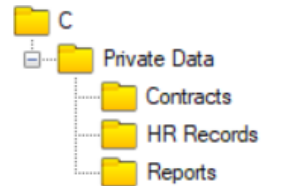 C
Private Data
Contracts
HR Records
Reports